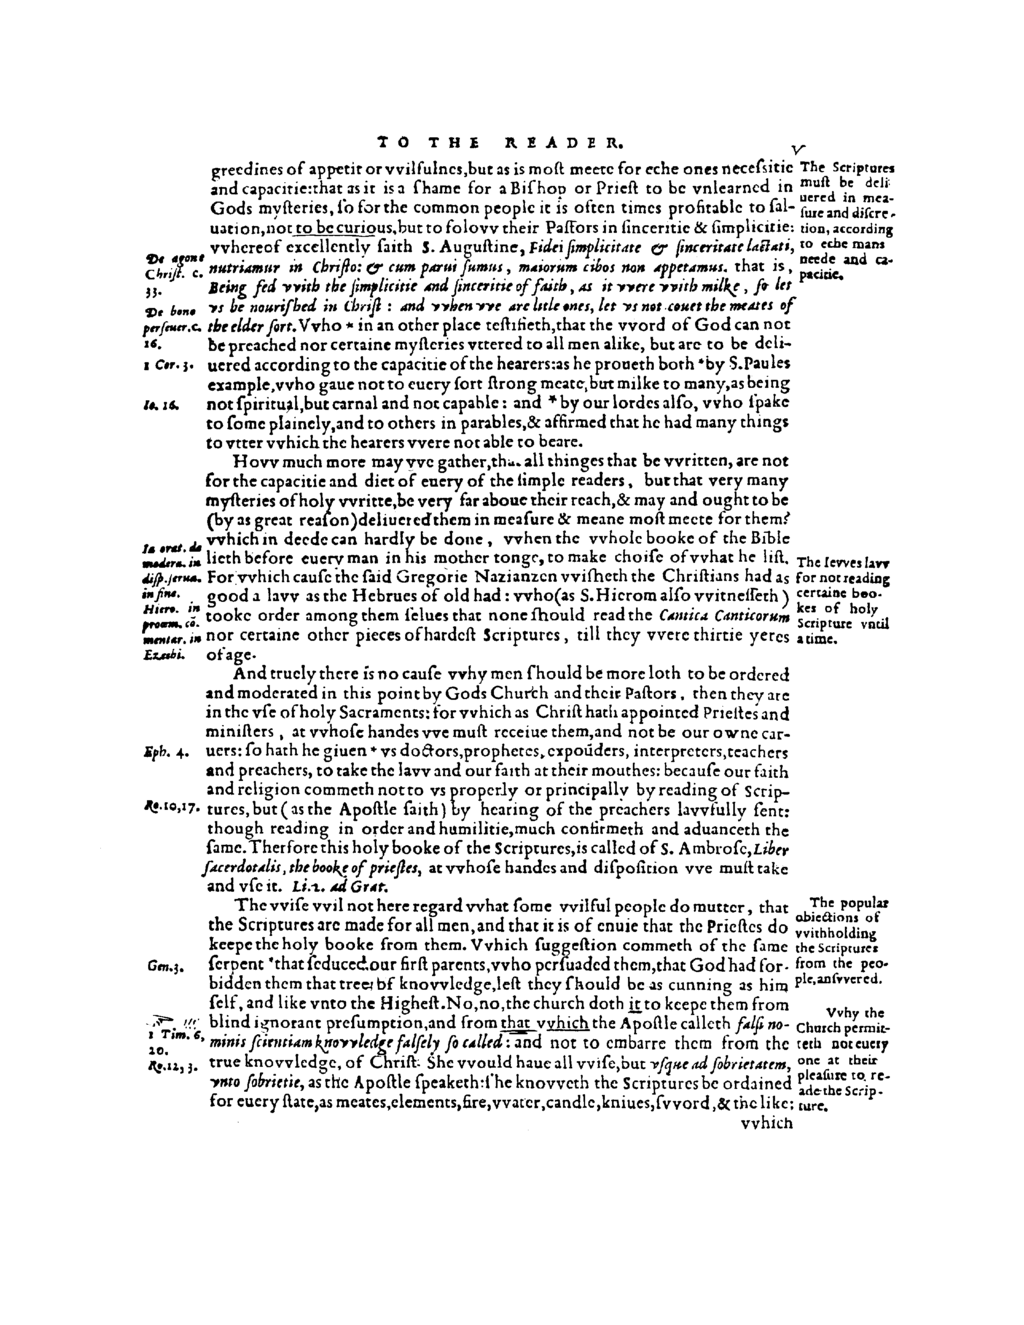 TO THE READER.
greedines of appetit or vvilfulnes, but as is most meete for eche ones necessitie
and capacitie: that as it is a shame for a Bishop or Priest to be vnlearned in
Gods mysteries, so for the common people it is often times profitable to sal-
uation, not to be curious, but to folovv their Pastors in sinceritie & simplicitie:
vvhereof excellently saith S. Augustine, Fidei simplicitate & sinceritate lactati,
nutriamur in Christo: & cum parui sumus, maiorum cibos non appetamus. that is,
Being fed vvith the simplicitie and sinceritie of faith, as it vvere vvith milke, so let
vs be nourished in Christ: and vvhen vve are litle ones, let vs not couet the meates of
the elder sort. Vvho * in an other place testifieth, that the vvord of God can not
be preached nor certaine mysteries vttered to all men alike, but are to be deli-
uered according to the capacitie of the hearers: as he proueth both *by S. Paules
example, vvho gaue not to euery sort strong meate, but milke to many, as being
not spiritual, but carnal and not capable: and * by our lordes also, vvho spake
to some plainely, and to others in parables, & affirmed that he had many things
to vtter vvhich the hearers vvere not able to beare.
Hovv much more may vve gather, that all thinges that be vvritten, are not
for the capacitie and diet of euery of the simple readers, but that very many
mysteries of holy vvritte, be very far aboue their reach, & may and ought to be
(by as great reason) deliuered them in measure & meane most meete for them?
vvhich in deede can hardly be done, vvhen the vvhole booke of the Bible
lieth before euery man in his mother tonge, to make choise of vvhat he list.
For vvhich cause the said Gregorie Nazianzen vvisheth the Christians had as
good a lavv as the Hebrues of old had: vvho (as S. Hierom also vvitnesseth)
tooke order among them selues that none should read the Cantica Canticorum
nor certaine other pieces of hardest Scriptures, till they vvere thirtie yeres
of age.
And truely there is no cause vvhy men should be more loth to be ordered
and moderated in this point by Gods Church and their Pastors, then they are
in the vse of holy Sacraments: for vvhich as Christ hath appointed Priestes and
ministers, at vvhose handes vve must receiue them, and not be our owne car-
uers: so hath he giuen * vs doctors, prophetes, expoūders, interpreters, teachers
and preachers, to take the lavv and our faith at their mouthes: because our faith
and religion commeth not to vs properly or principally by reading of Scrip-
tures, but (as the Apostle saith) by hearing of the preachers lavvfully sent:
though reading in order and humilitie, much confirmeth and aduanceth the
same. Therfore this holy booke of the Scriptures, is called of S. Ambrose, Liber
sacerdotalis, the booke of priestes, at vvhose handes and disposition vve must take
and vse it. Li. 2. ad Grat.
The vvise vvil not here regard vvhat some vvilful people do mutter, that
the Scriptures are made for all men, and that it is of enuie that the Priestes do
keepe the holy booke from them. Vvhich suggestion commeth of the same
serpent *that seduced our first parents, vvho persuaded them, that God had for-
bidden them that tree of knovvledge, lest they should be as cunning as him
self, and like vnto the Highest. No, no, the church doth it to keepe them from
blind ignorant presumption, and from that vvhich the Apostle calleth falsi no-
minis scientiam knovvledge falsely so called: and not to embarre them from the
true knovvledge, of Christ. She vvould haue all vvise, but vsque ad sobrietatem,
vnto sobrietie, as the Apostle speaketh: she knovveth the Scriptures be ordained
for euery state, as meates, elements, fire, vvater, candle, kniues, svvord, & the like;
vvhich
De agone
Christ. c.
33.
De bono
perseuer. c.
16.
1 Cor. 3.
Io. 16.
In orat. de
modera. in
disp. seruа.
in fine.
Hiero. in
proœm. cō.
mentar. in
Ezechi.
Eph. 4.
Ro. 10, 17.
Gen. 3.
1 Tim. 6,
20.
Ro. 12, 3.
The Scriptures
must be deli-
uered in mea-
sure and discre-
tion, according
to eche mans
neede and ca-
pacitie.
The Ievves lavv
for not reading
certaine boo-
kes of holy
Scripture vntil
a time.
The popular
obiections of
vvithholding
the Scriptures
from the peo-
ple, ansvvered.
Vvhy the
Church permit-
teth not euery
one at their
pleasure to re-
ade the Scrip-
ture.